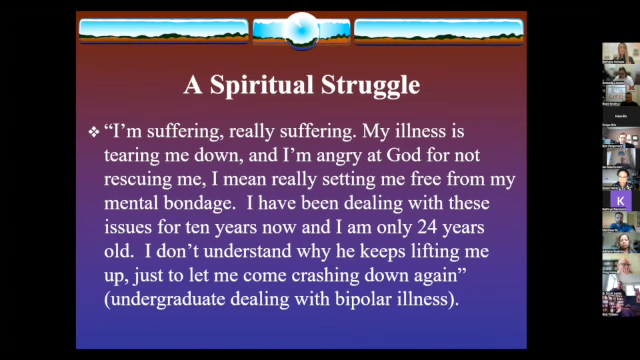 A Spiritual Struggle
❖ “I’m suffering, really suffering. My illness is
tearing me down, and I’m angry at God for not
rescuing me, I mean really setting me free from my
mental bondage. I have been dealing with these
issues for ten years now and I am only 24 years
old. I don’t understand why he keeps lifting me
up, just to let me come crashing down again”
(undergraduate dealing with bipolar illness).
K